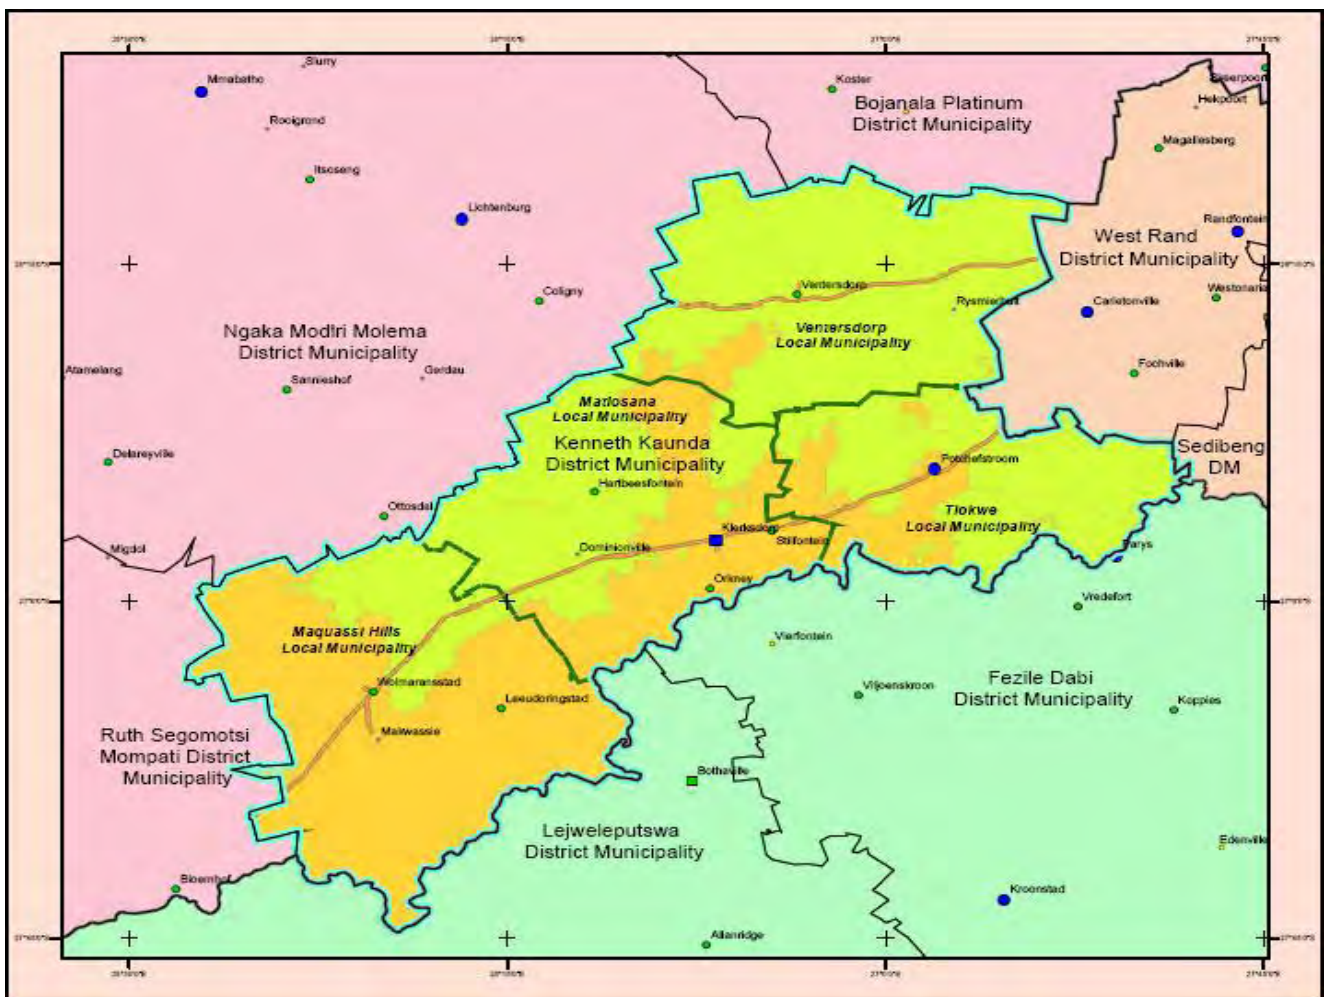 Slurry
Mmabatho
Koster
Bojanala Platinum
District Municipality
Hekpoort
Rooigrond
Magaliesberg
Itsoseng
Lichtenburg
Randfontein
West Rand
District Municipality
Coligny
Ventersdorp
Westonaria
Carletonville
Ventersdorp
Local Municipality
Ngaka Modiri Molema
District Municipality
Fochville
Atamelang
Sannieshof
Gerdau
Matlosana
Local Municipality
Kenneth Kaunda
District Municipality
Sedibeng
DM
Delareyville
Potchefstroom
Hartbeesfontein
Ottosdal
Tlokwe
Local Municipality
Klerksdorp
Stilfontein
Migdol
Dominionville
Parys
Orkney
Vredefort
Maquassi Hills
Local Municipality
Vierfontein
Wolmaransstad
Leeudoringstad
Viljoenskroon
Fezile Dabi
District Municipality
Koppies
Makwassie
Ruth Segomotsi
Mompati District
Municipality
Bothaville
Lejweleputswa
District Municipality
Edenville
Bloemhof
Kroonstad
Allanridge